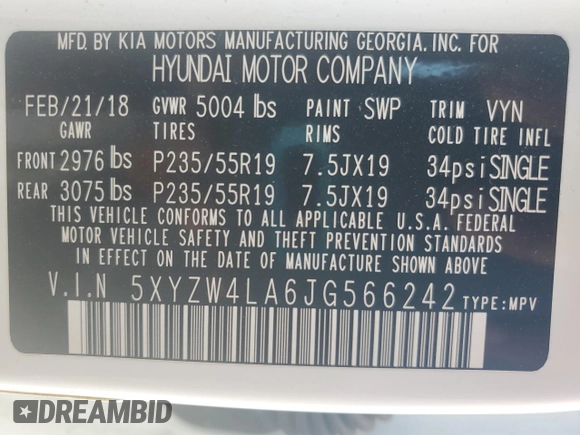 MFD. BY KIA MOTORS MANUFACTURING GEORGIA. INC. FOR
HYUNDAI MOTOR COMPANY
FEB/21/18 GVWR 5004 lbs PAINT SWP TRIM VYN
GAWR TIRES RIMS COLD TIRE INFL
FRONT 2976 lbs P235/55R19 7.5JX19 34psi SINGLE
REAR 3075 lbs P235/55R19 7.5JX19 34psi SINGLE
THIS VEHICLE CONFORMS TO ALL APPLICABLE U.S.A. FEDERAL
MOTOR VEHICLE SAFETY AND THEFT PREVENTION STANDARDS
IN EFFECT ON THE DATE OF MANUFACTURE SHOWN ABOVE.
V.I.N 5XYZW4LA6JG566242 TYPE:MPV
DREAMBID